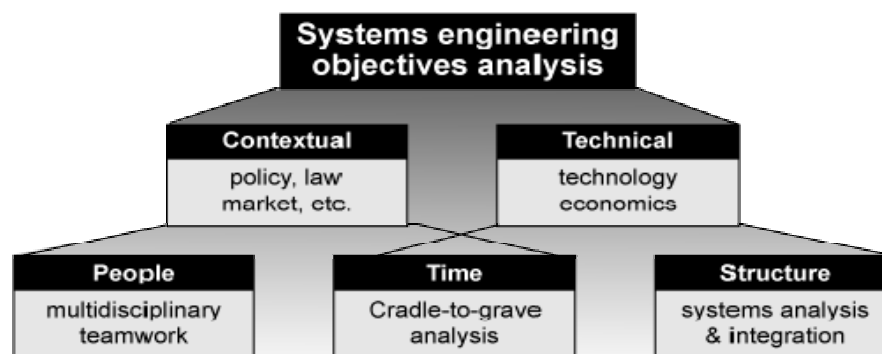 Systems engineering
objectives analysis
Contextual
policy, law
market, etc.
Technical
technology
economics
People
multidisciplinary
teamwork
Time
Cradle-to-grave
analysis
Structure
systems analysis
& integration